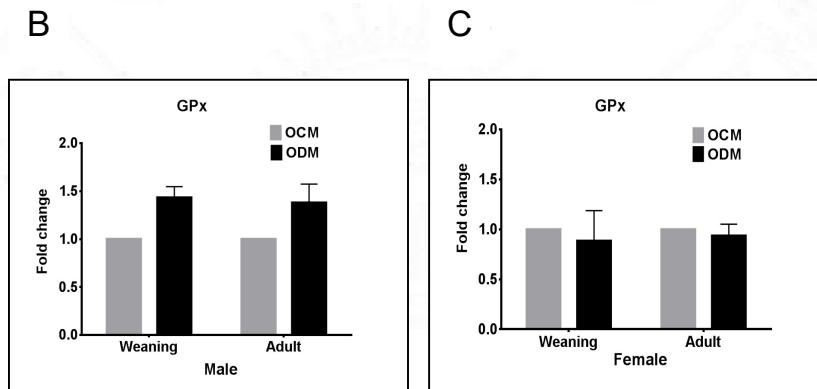 B
GPx
OCM
ODM
2.0
1.5
1.0
0.5
0.0
Fold change
Weaning Adult
Male
C
GPx
OCM
ODM
2.0
1.5
1.0
0.5
0.0
Fold change
Weaning Adult
Female